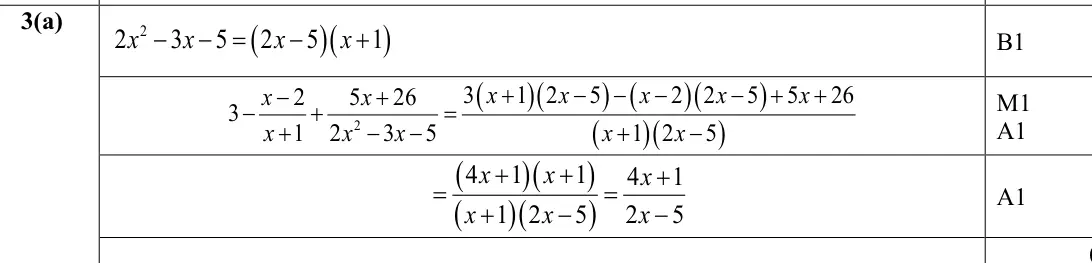 3(a)
2x² − 3x − 5 = (2x − 5)(x + 1)
B1
3 − (x − 2)/(x + 1) + (5x + 26)/(2x² − 3x − 5) = (3(x + 1)(2x − 5) − (x − 2)(2x − 5) + 5x + 26)/((x + 1)(2x − 5))
M1
A1
= ((4x + 1)(x + 1))/((x + 1)(2x − 5)) = (4x + 1)/(2x − 5)
A1